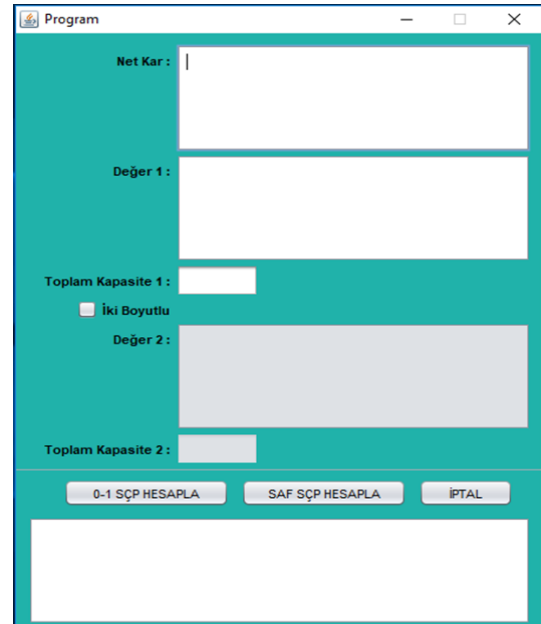 Program
Net Kar :
Değer 1 :
Toplam Kapasite 1 :
İki Boyutlu
Değer 2 :
Toplam Kapasite 2 :
0-1 SÇP HESAPLA SAF SÇP HESAPLA İPTAL